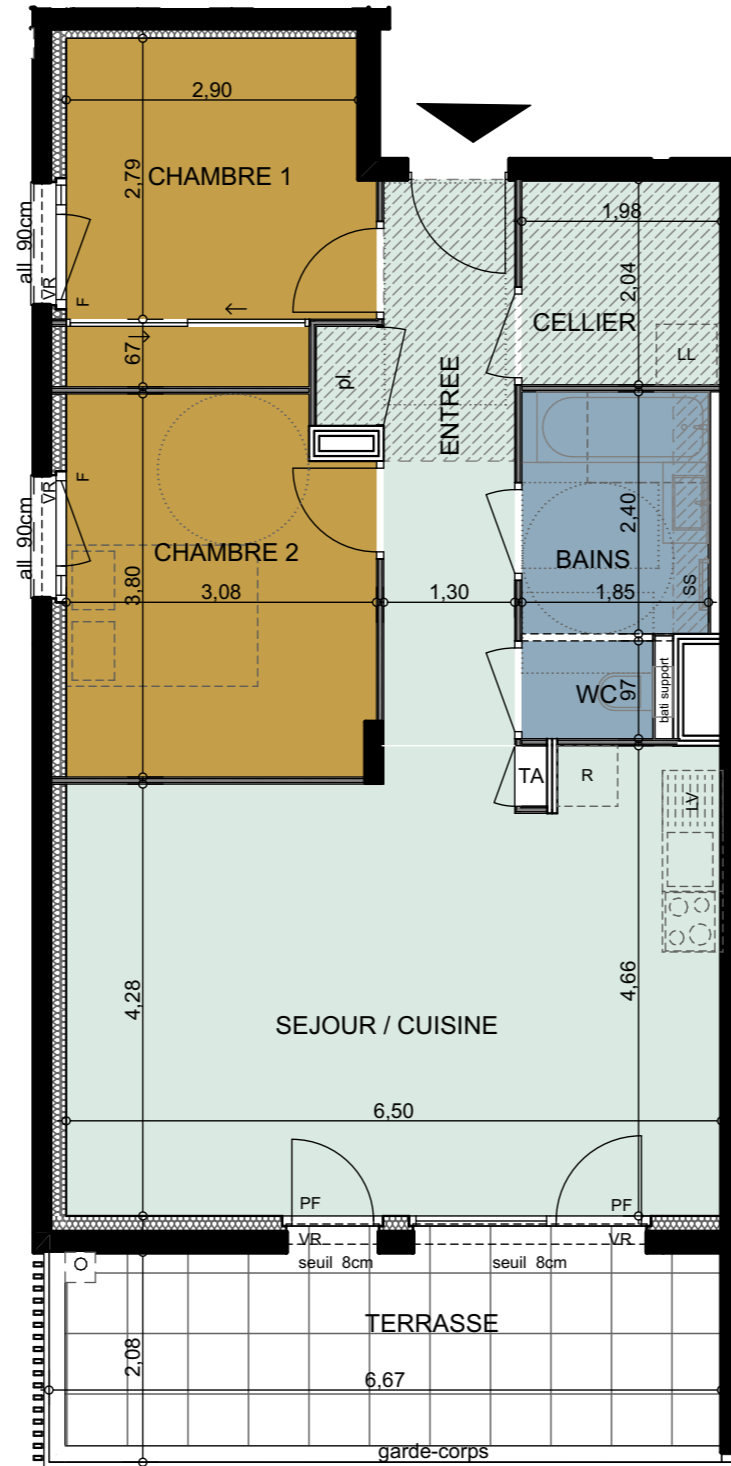 2,90
CHAMBRE 1
2,79
1,98
all 90cm
VR
F
2,04
CELLIER
67
pl.
ENTREE
LL
all 90cm
VR
F
CHAMBRE 2
3,80
3,08
1,30
2,40
BAINS
1,85
SS
WC
97
bati support
TA
R
LV
4,28
4,66
SEJOUR / CUISINE
6,50
PF
PF
VR
VR
seuil 8cm
seuil 8cm
TERRASSE
2,08
6,67
garde-corps